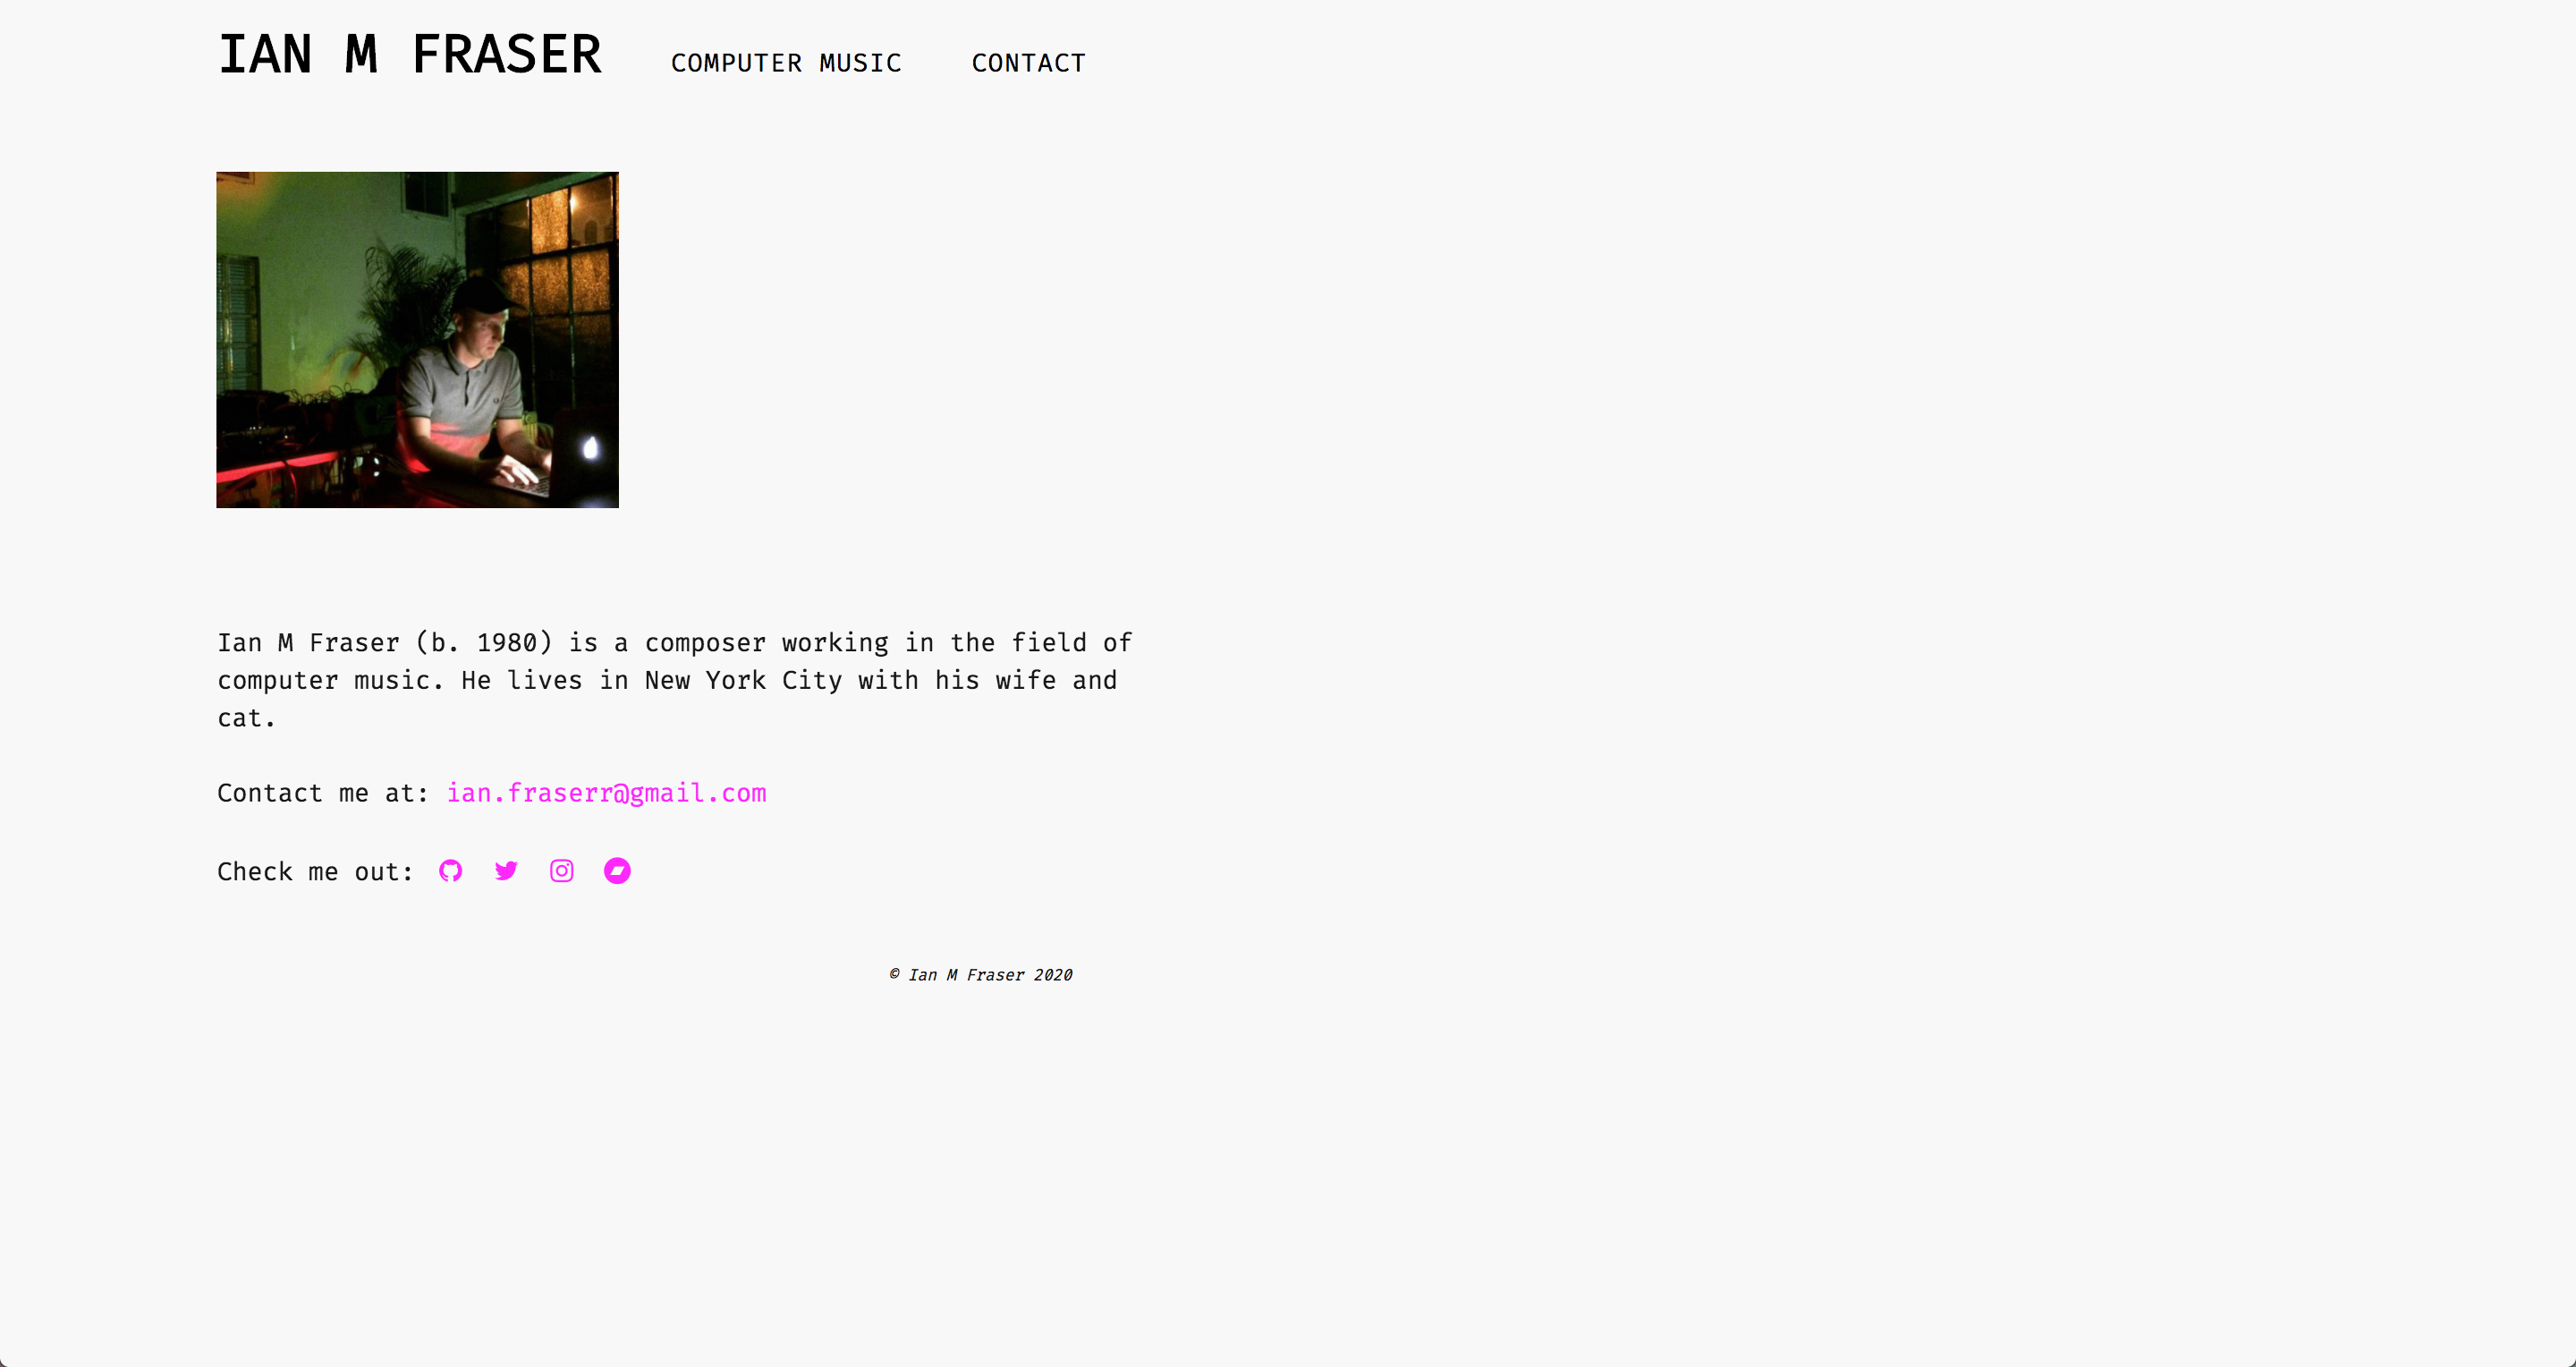 IAN M FRASER COMPUTER MUSIC CONTACT
Ian M Fraser (b. 1980) is a composer working in the field of
computer music. He lives in New York City with his wife and
cat.
Contact me at: ian.fraserr@gmail.com
Check me out:
© Ian M Fraser 2020